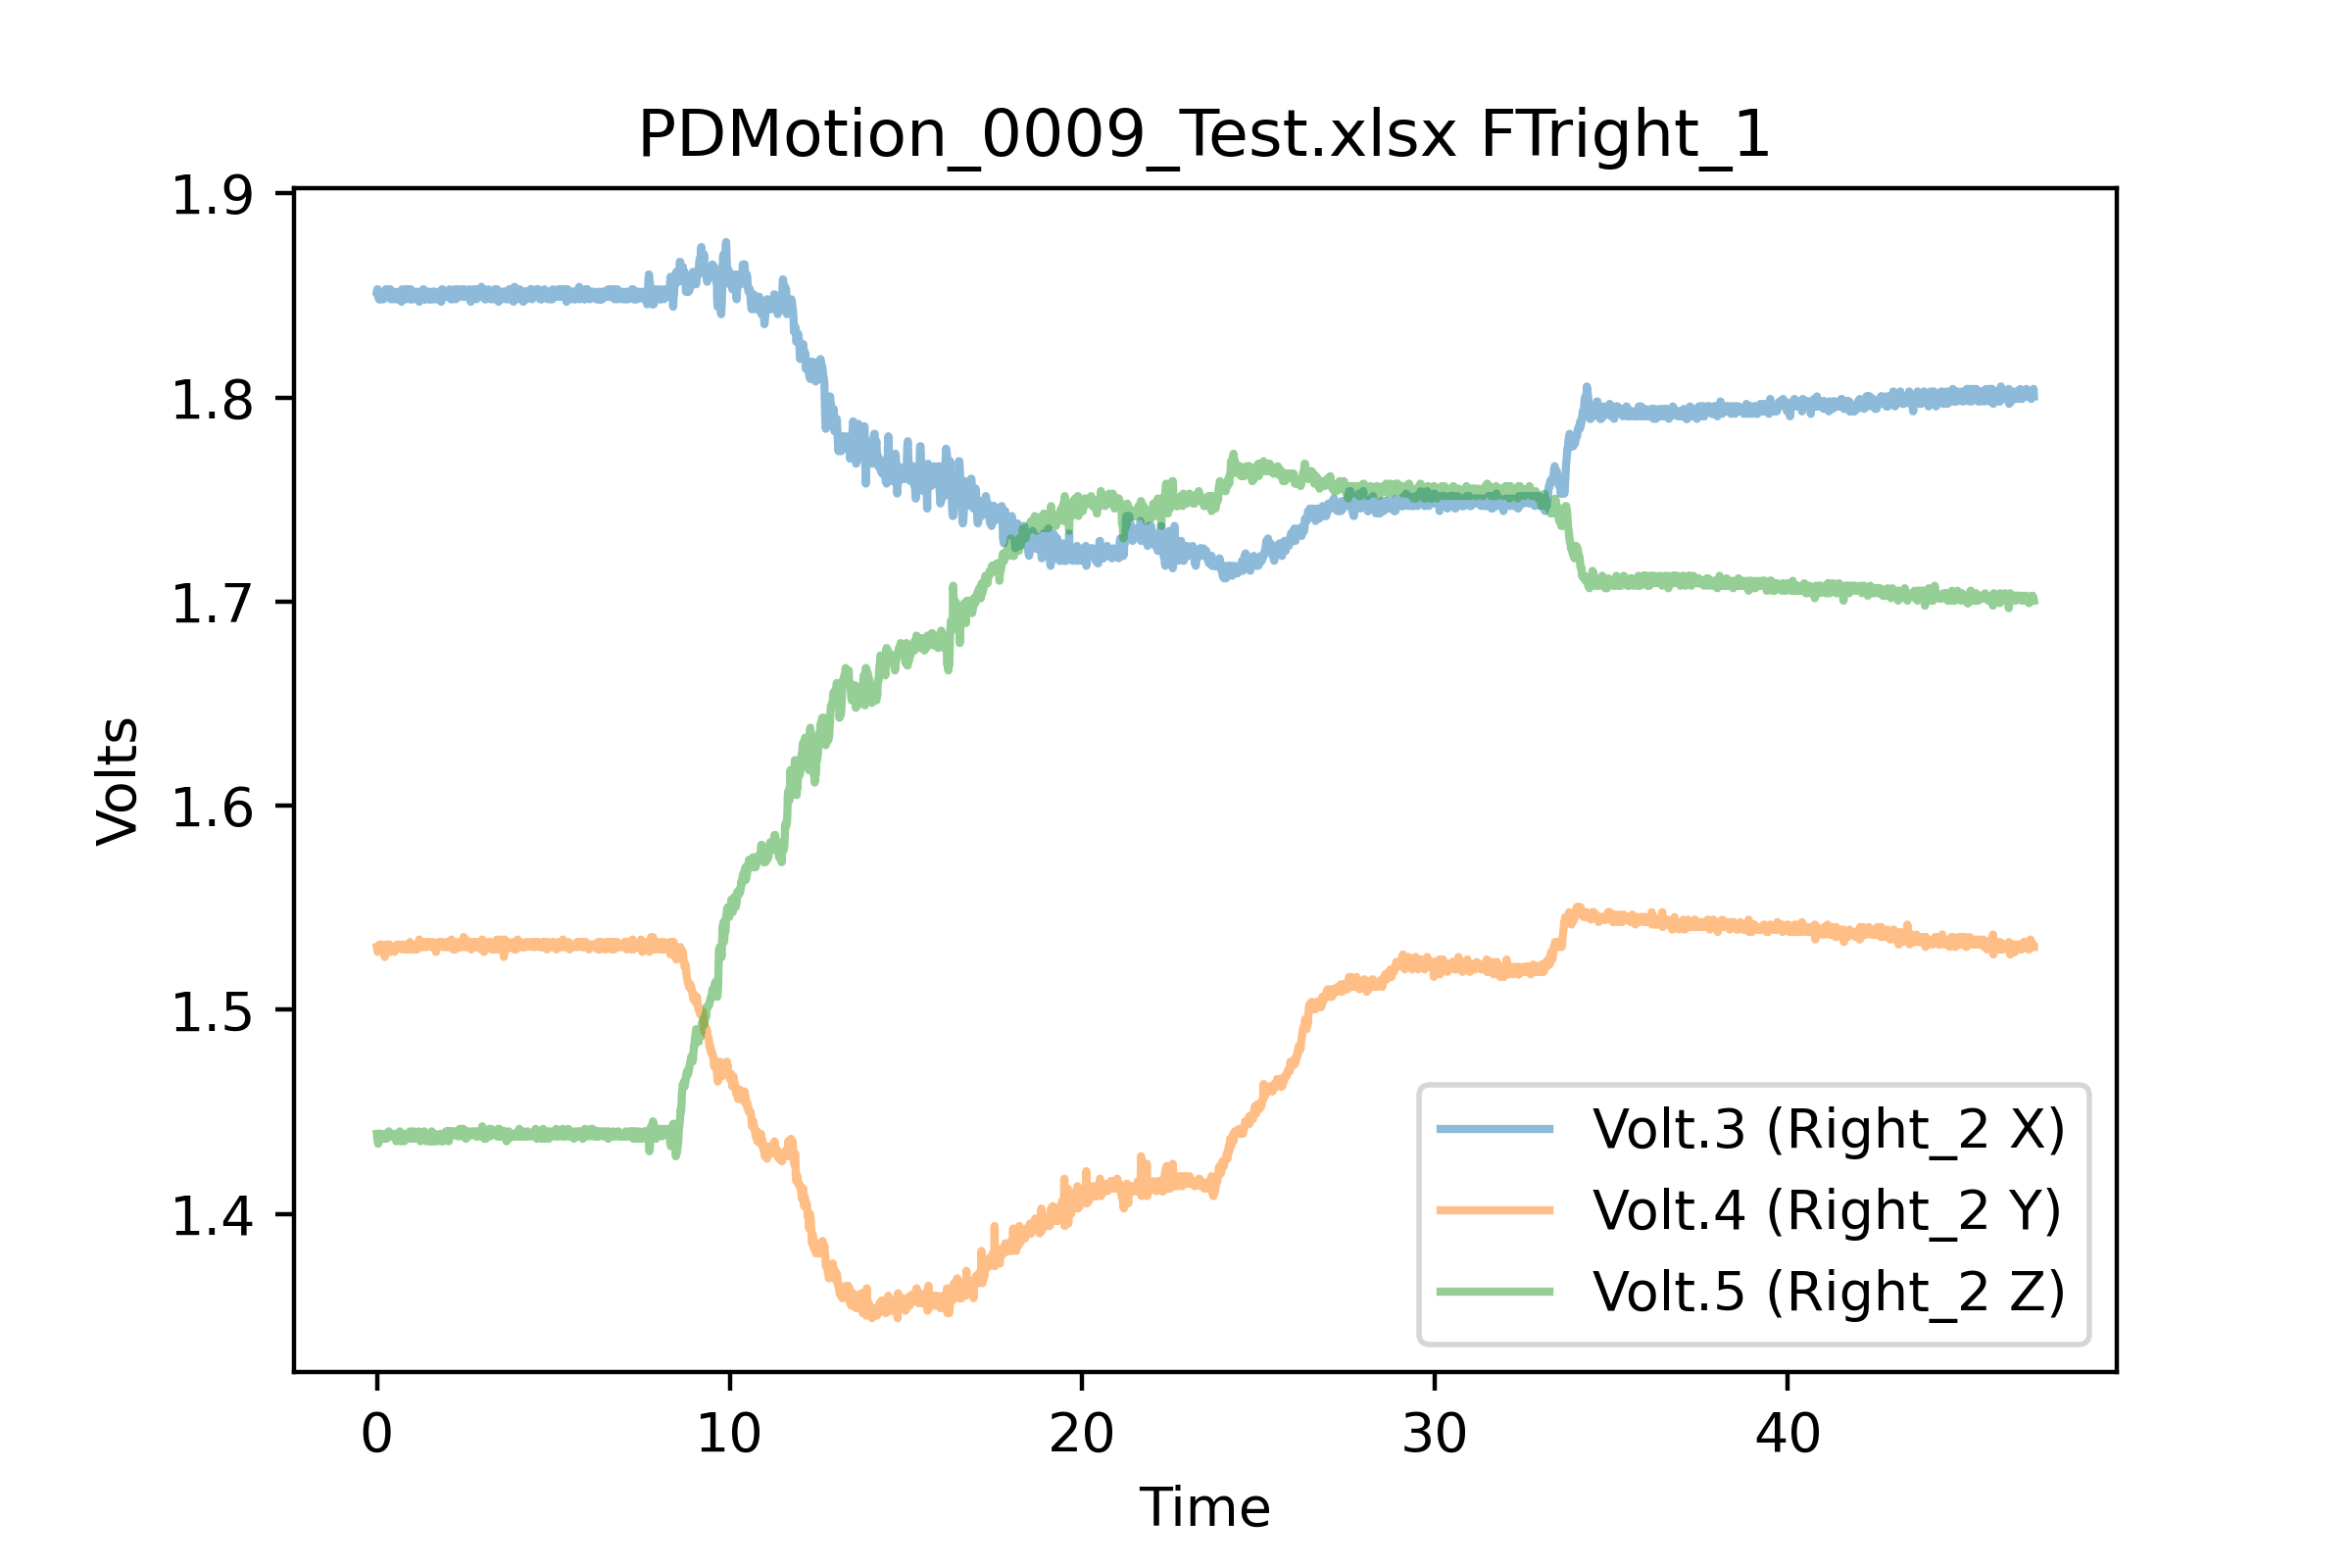 PDMotion_0009_Test.xlsx FTright_1
1.9
1.8
1.7
1.6
1.5
1.4
Volts
Volt.3 (Right_2 X)
Volt.4 (Right_2 Y)
Volt.5 (Right_2 Z)
0 10 20 30 40
Time